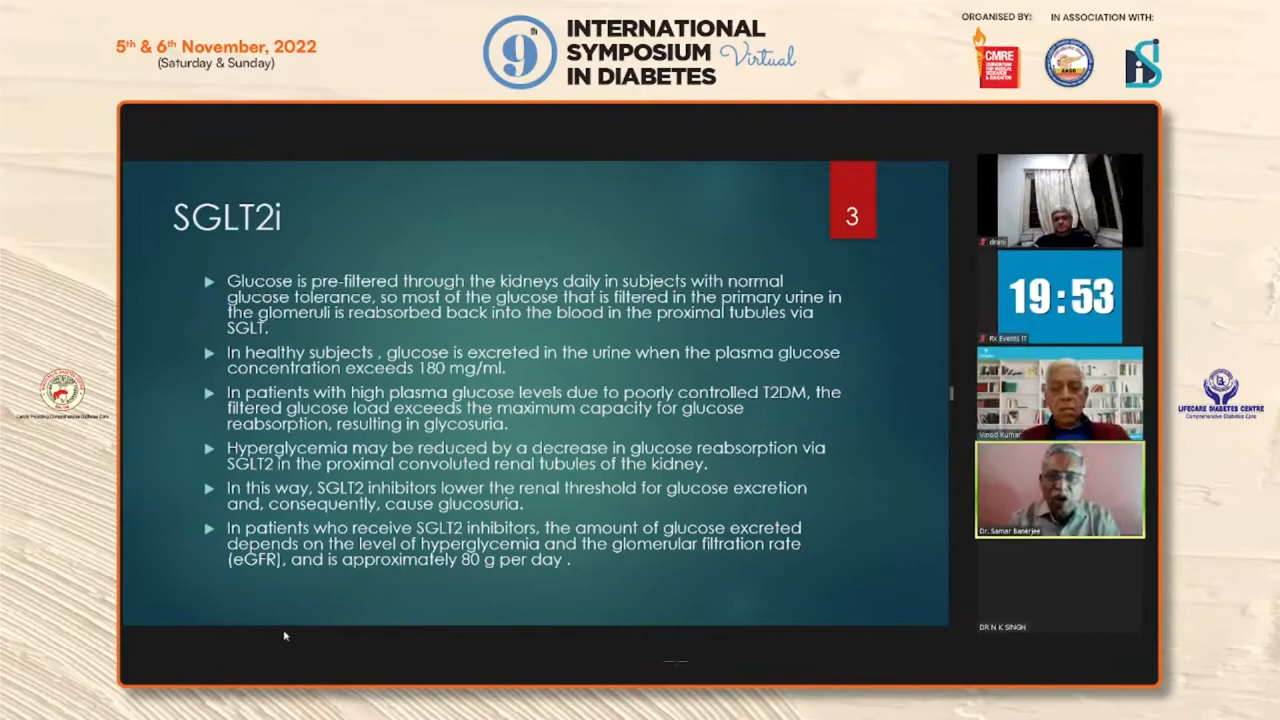 5th & 6th November, 2022
(Saturday & Sunday)
9th
INTERNATIONAL
SYMPOSIUM
Virtual
IN DIABETES
ORGANISED BY:
IN ASSOCIATION WITH:
CMRE
CONSORTIUM
FOR MEDICAL
RESEARCH
& EDUCATION
SGLT2i
3
Glucose is pre-filtered through the kidneys daily in subjects with normal
glucose tolerance, so most of the glucose that is filtered in the primary urine in
the glomeruli is reabsorbed back into the blood in the proximal tubules via
SGLT.
In healthy subjects , glucose is excreted in the urine when the plasma glucose
concentration exceeds 180 mg/ml.
In patients with high plasma glucose levels due to poorly controlled T2DM, the
filtered glucose load exceeds the maximum capacity for glucose
reabsorption, resulting in glycosuria.
Hyperglycemia may be reduced by a decrease in glucose reabsorption via
SGLT2 in the proximal convoluted renal tubules of the kidney.
In this way, SGLT2 inhibitors lower the renal threshold for glucose excretion
and, consequently, cause glucosuria.
In patients who receive SGLT2 inhibitors, the amount of glucose excreted
depends on the level of hyperglycemia and the glomerular filtration rate
(eGFR), and is approximately 80 g per day .
19:53
Rx Events IT
Vinod Kumar
Dr. Samar Banerjee
DR N K SINGH
LIFECARE DIABETES CENTRE
Comprehensive Diabetes Care